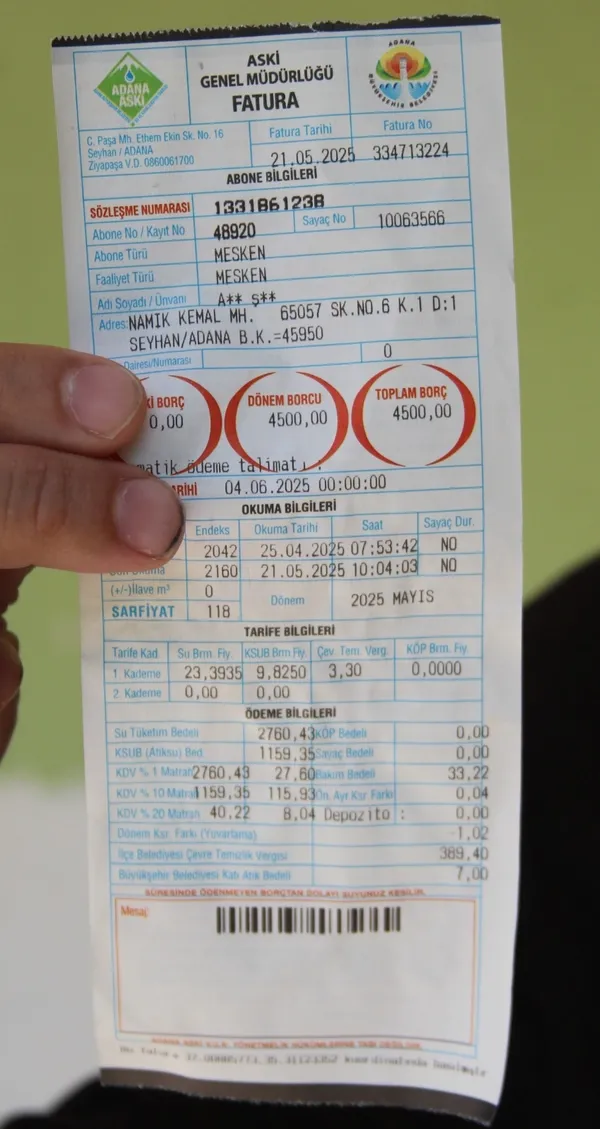 ADANA
ASKİ
ASKİ
GENEL MÜDÜRLÜĞÜ
FATURA
ADANA
BÜYÜKŞEHİR BELEDİYESİ
C. Paşa Mh. Ethem Ekin Sk. No. 16
Seyhan / ADANA
Ziyapaşa V.D. 0860061700
Fatura Tarihi Fatura No
21.05.2025 334713224
ABONE BİLGİLERİ
SÖZLEŞME NUMARASI 1331861238
Abone No / Kayıt No 48920 Sayaç No 10063566
Abone Türü MESKEN
Faaliyet Türü MESKEN
Adı Soyadı / Ünvanı A** Ş**
Adres: NAMIK KEMAL MH. 65057 SK.NO.6 K.1 D:1
SEYHAN/ADANA B.K.=45950
Dairesi/Numarası 0
Kİ BORÇ DÖNEM BORCU TOPLAM BORÇ
0,00 4500,00 4500,00
matik ödeme talimatı :
RİHİ 04.06.2025 00:00:00
OKUMA BİLGİLERİ
Endeks Okuma Tarihi Saat Sayaç Dur.
2042 25.04.2025 07:53:42 NO
2160 21.05.2025 10:04:03 NO
(+/-)İlave m³ 0
SARFİYAT 118 Dönem 2025 MAYIS
TARİFE BİLGİLERİ
Tarife Kad. Su Brm. Fiy. KSUB Brm.Fiy. Çev. Tem. Verg. KÖP Brm. Fiy.
1. Kademe 23,3935 9,8250 3,30 0,0000
2. Kademe 0,00 0,00
ÖDEME BİLGİLERİ
Su Tüketim Bedeli 2760,43 KÖP Bedeli 0,00
KSUB (Atıksu) Bed 1159,35 Sayaç Bedeli 0,00
KDV % 1 Matrah 2760,43 27,60 Bakım Bedeli 33,22
KDV % 10 Matrah 1159,35 115,93 Ön. Ayı Ksr Farkı 0,04
KDV % 20 Matrah 40,22 8,04 Depozito : 0,00
Dönem Ksr. Farkı (Yuvarlama) -1,02
İlçe Belediyesi Çevre Temizlik Vergisi 389,40
Büyükşehir Belediyesi Katı Atık Bedeli 7,00
SÜRESİNDE ÖDENMEYEN BORÇTAN DOLAYI SUYUNUZ KESİLİR.
Mesaj: